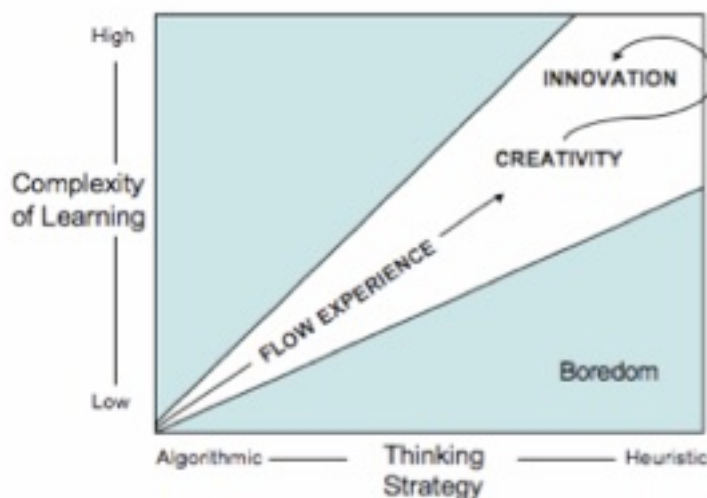 High
INNOVATION
CREATIVITY
Complexity
of Learning
FLOW EXPERIENCE
Boredom
Low
Algorithmic
Thinking
Strategy
Heuristic